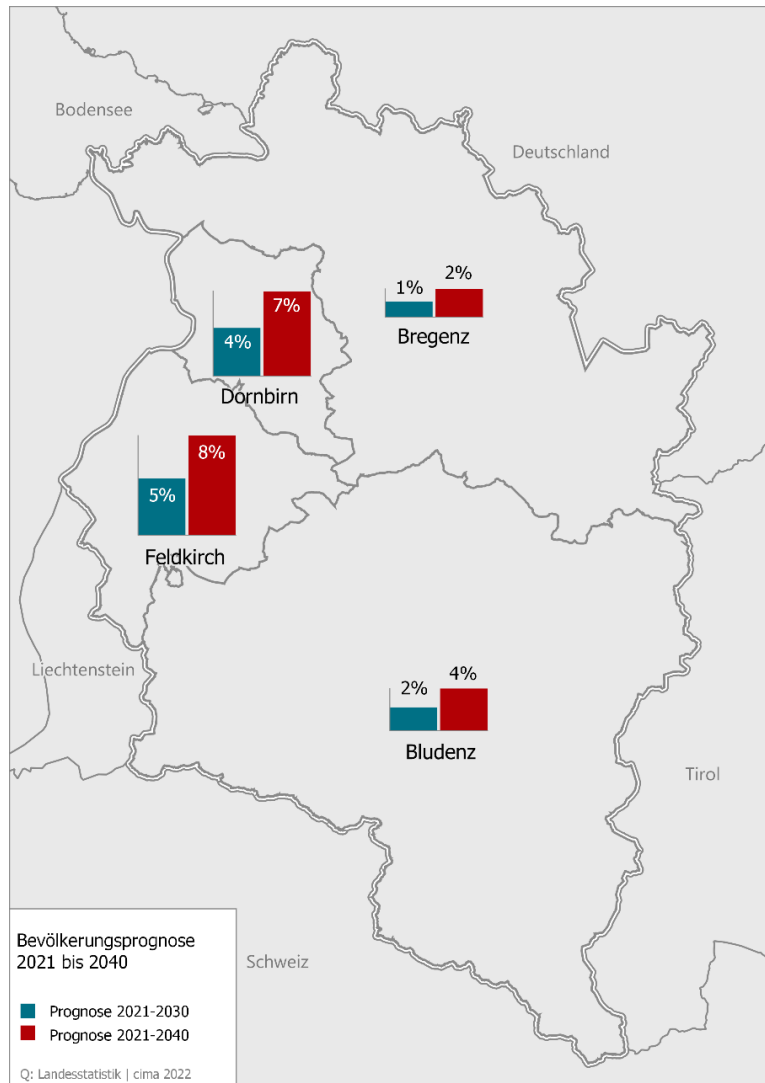 Bodensee
Deutschland
1%
2%
Bregenz
4%
7%
Dornbirn
5%
8%
Feldkirch
Liechtenstein
2%
4%
Bludenz
Tirol
Schweiz
Bevölkerungsprognose
2021 bis 2040
Prognose 2021-2030
Prognose 2021-2040
Q: Landesstatistik | cima 2022